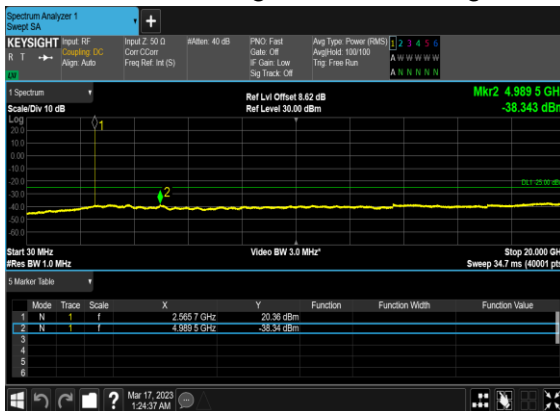 Spectrum Analyzer 1
Swept SA
KEYSIGHT Input: RF Input Z: 50 Ω #Atten: 40 dB PNO: Fast Avg Type: Power (RMS) 1 2 3 4 5 6
R T Coupling: DC Corr CCorr Gate: Off Avg|Hold: 100/100 A W W W W W
Align: Auto Freq Ref: Int (S) IF Gain: Low Trig: Free Run
LXI Sig Track: Off A N N N N N
1 Spectrum Ref Lvl Offset 8.62 dB Mkr2 4.989 5 GHz
Scale/Div 10 dB Ref Level 30.00 dBm -38.343 dBm
Log
20.0 1
10.0
0.00
-10.0
-20.0 DL1 -25.00 dBm
-30.0 2
-40.0
-50.0
-60.0
Start 30 MHz Video BW 3.0 MHz* Stop 20.000 GHz
#Res BW 1.0 MHz Sweep 34.7 ms (40001 pts)
5 Marker Table
Mode Trace Scale X Y Function Function Width Function Value
1 N 1 f 2.565 7 GHz 20.36 dBm
2 N 1 f 4.989 5 GHz -38.34 dBm
3
4
5
6
? Mar 17, 2023
1:24:37 AM